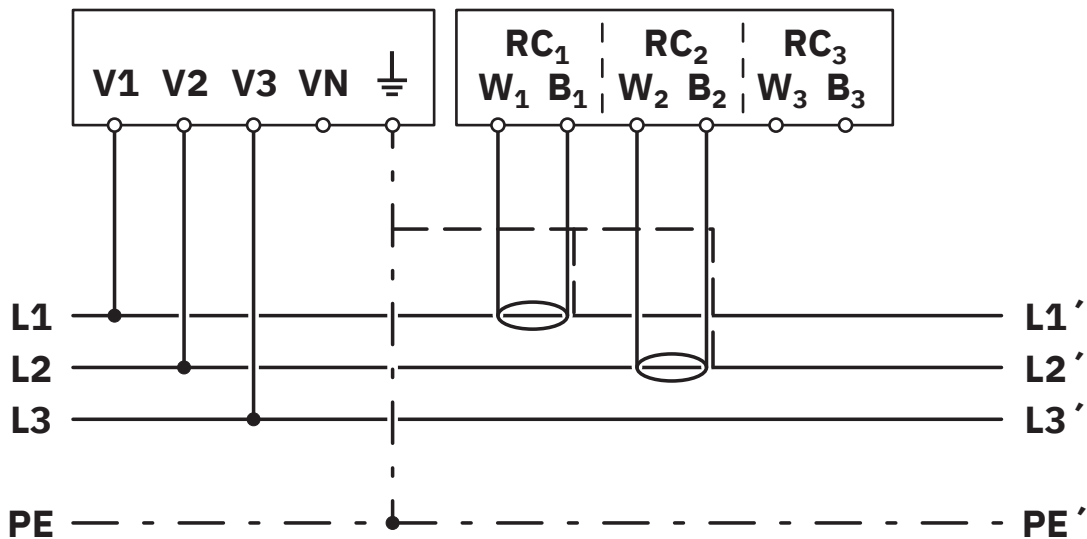 RC₁ RC₂ RC₃
V1 V2 V3 VN W₁ B₁ W₂ B₂ W₃ B₃
L1 L1´
L2 L2´
L3 L3´
PE PE´